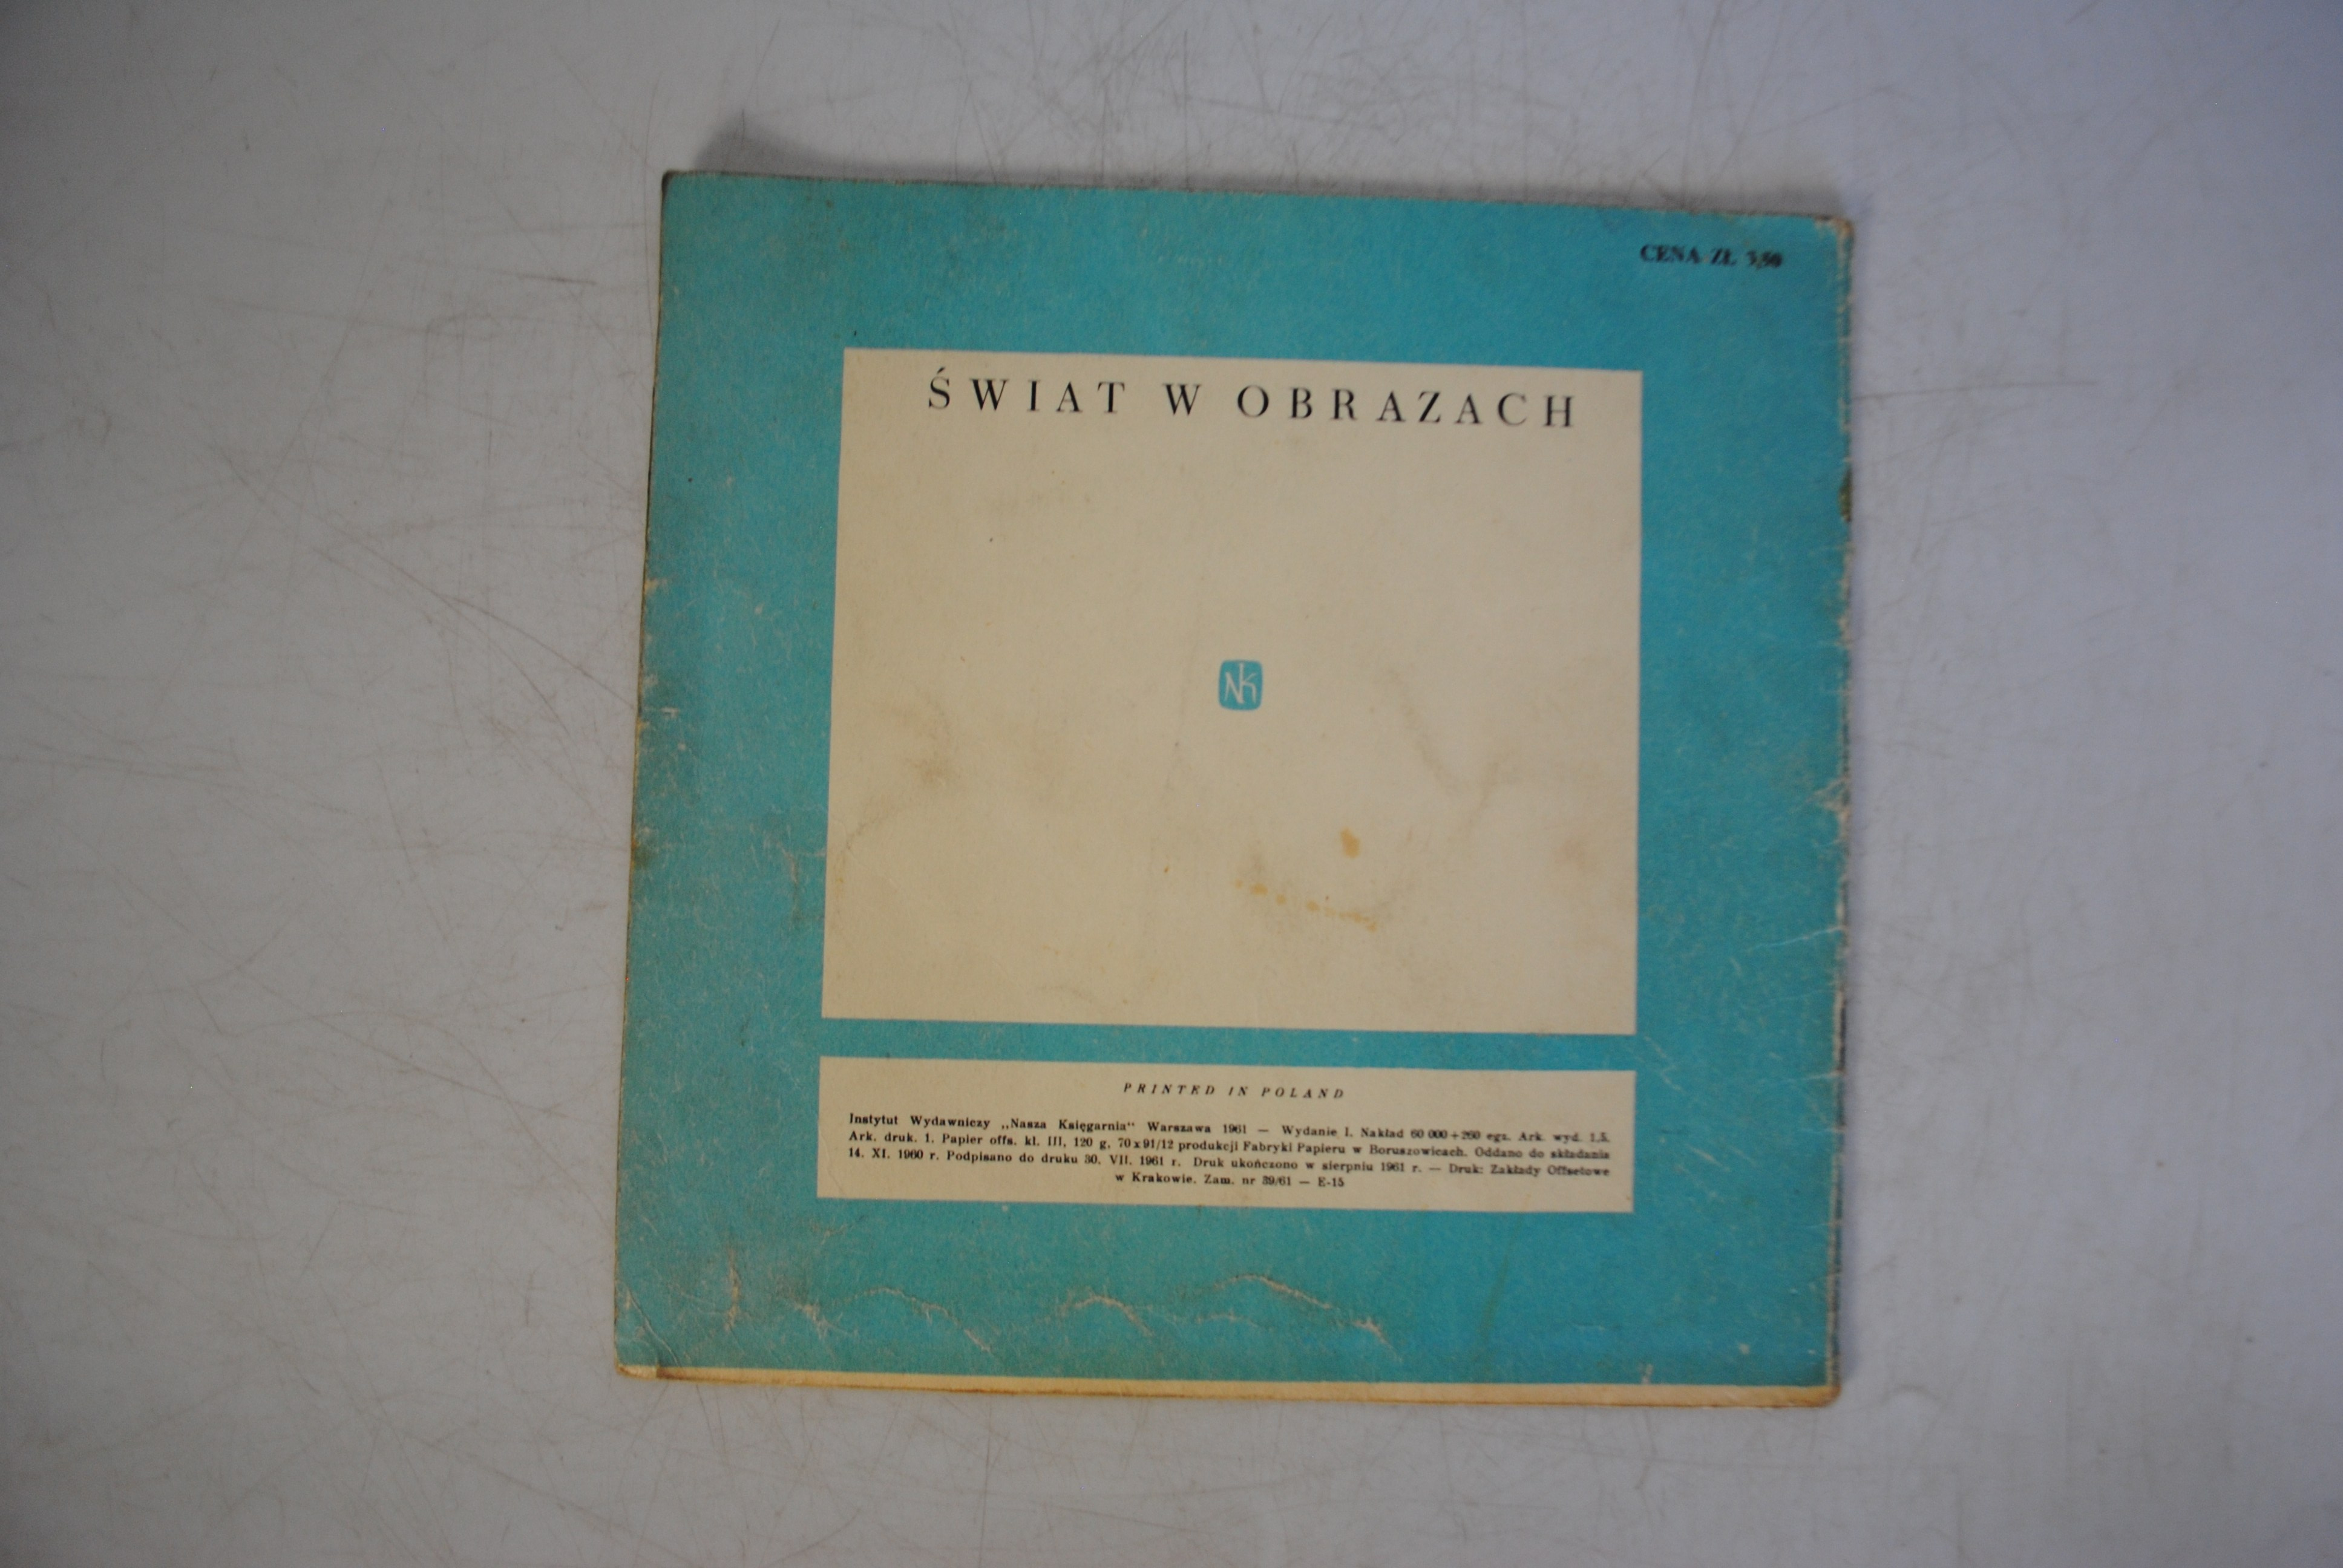 CENA ZŁ
ŚWIAT W OBRAZACH
NK
PRINTED IN POLAND
Instytut Wydawniczy „Nasza Księgarnia“ Warszawa 1961 — Wydanie I. Nakład 60 000+260 egz. Ark. wyd. 1,5.
Ark. druk. 1. Papier offs. kl. III, 120 g, 70x91/12 produkcji Fabryki Papieru w Boruszowicach. Oddano do składania
14. XI. 1960 r. Podpisano do druku 30. VII. 1961 r. Druk ukończono w sierpniu 1961 r. — Druk: Zakłady Offsetowe
w Krakowie. Zam. nr 39/61 — E-15